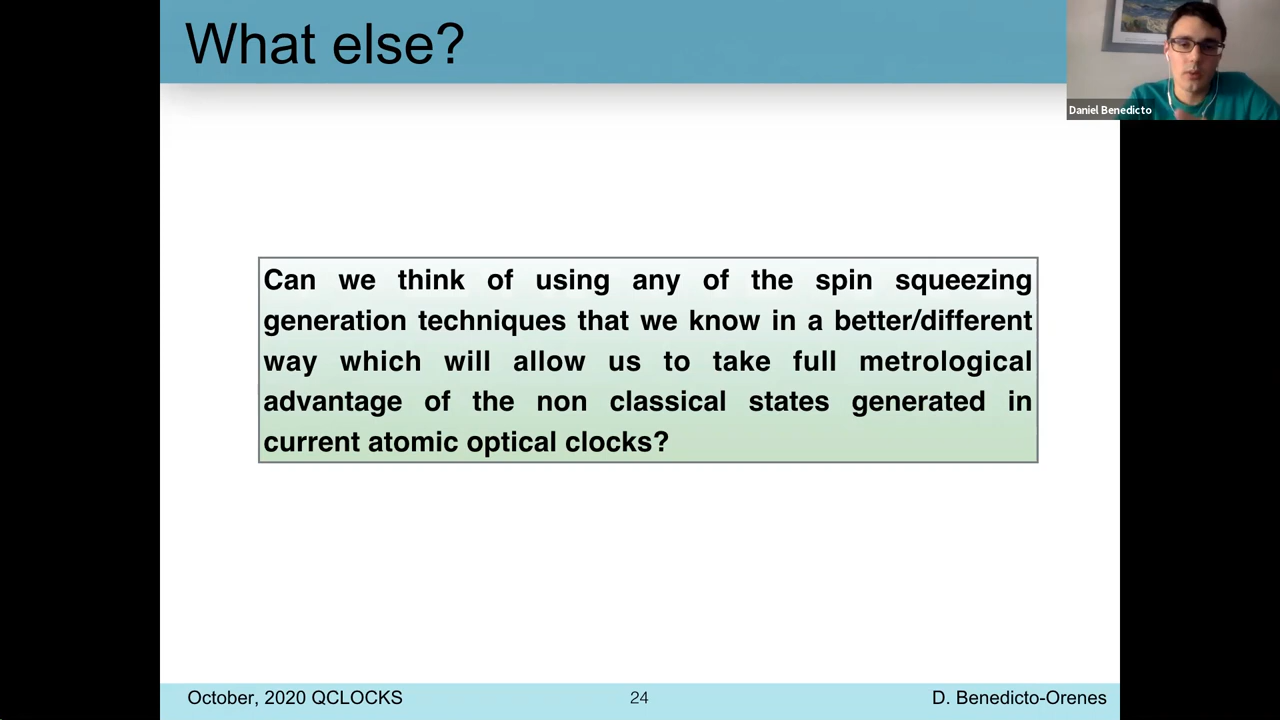 What else?
Daniel Benedicto
Can we think of using any of the spin squeezing
generation techniques that we know in a better/different
way which will allow us to take full metrological
advantage of the non classical states generated in
current atomic optical clocks?
October, 2020 QCLOCKS
24
D. Benedicto-Orenes